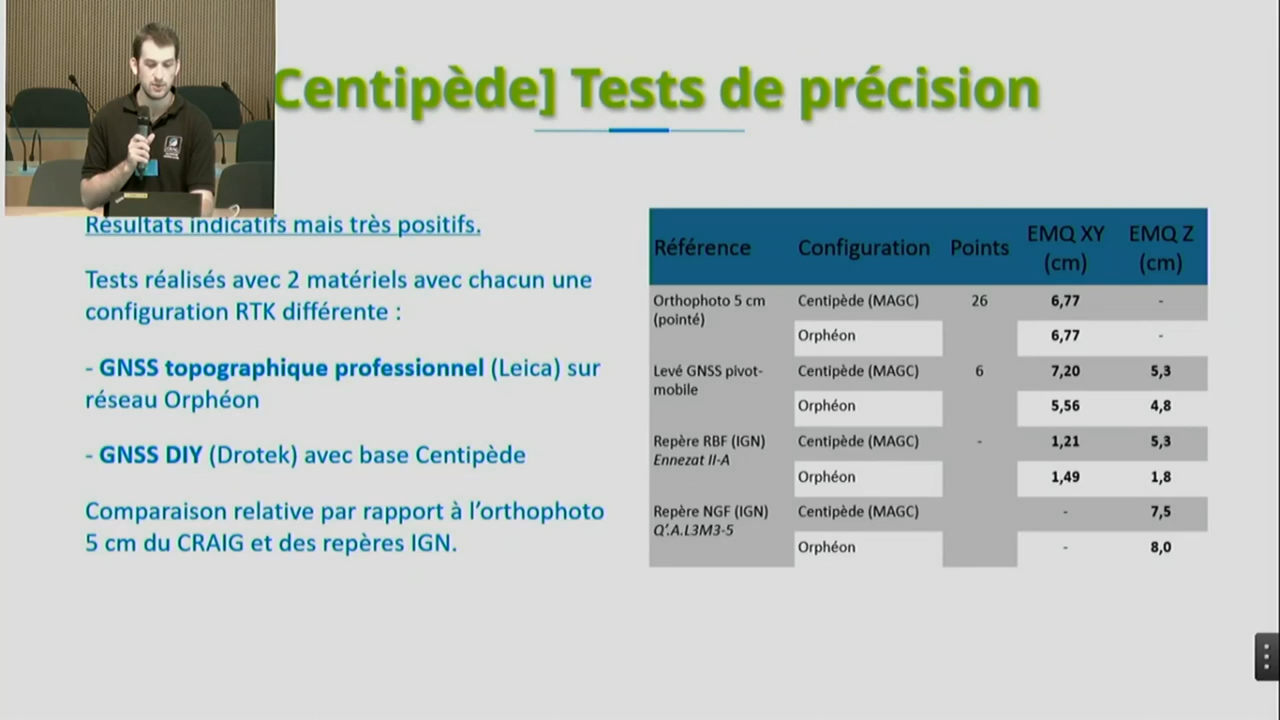 Centipède] Tests de précision
Résultats indicatifs mais très positifs.
Tests réalisés avec 2 matériels avec chacun une
configuration RTK différente :
- GNSS topographique professionnel (Leica) sur
réseau Orphéon
- GNSS DIY (Drotek) avec base Centipède
Comparaison relative par rapport à l’orthophoto
5 cm du CRAIG et des repères IGN.
Référence Configuration Points EMQ XY (cm) EMQ Z (cm)
Orthophoto 5 cm (pointé) Centipède (MAGC) 26 6,77 -
Orphéon 6,77 -
Levé GNSS pivot-mobile Centipède (MAGC) 6 7,20 5,3
Orphéon 5,56 4,8
Repère RBF (IGN) Ennezat II-A Centipède (MAGC) - 1,21 5,3
Orphéon 1,49 1,8
Repère NGF (IGN) Q’.A.L3M3-5 Centipède (MAGC) - 7,5
Orphéon - 8,0